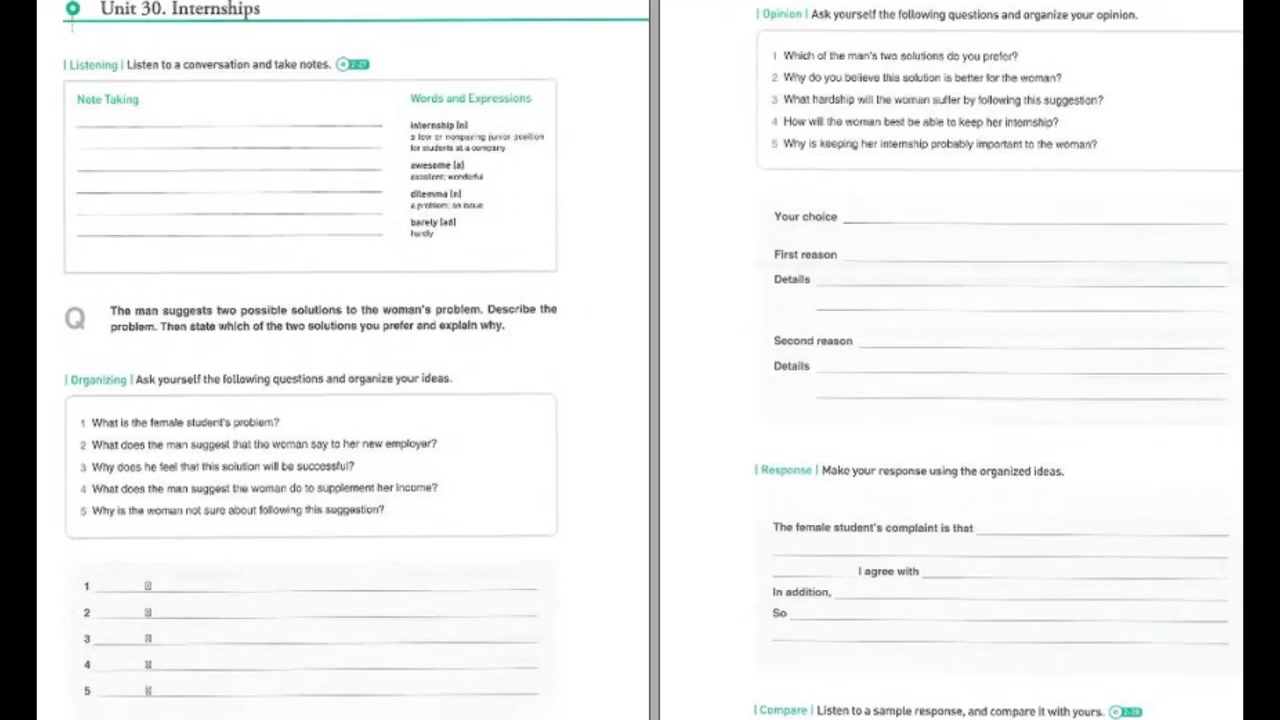 Unit 30. Internships
| Listening | Listen to a conversation and take notes. 2-27
Note Taking
Words and Expressions
internship [n]
a low or nonpaying junior position
for students at a company
awesome [a]
excellent; wonderful
dilemma [n]
a problem; an issue
barely [ad]
hardly
Q The man suggests two possible solutions to the woman's problem. Describe the
problem. Then state which of the two solutions you prefer and explain why.
| Organizing | Ask yourself the following questions and organize your ideas.
1 What is the female student's problem?
2 What does the man suggest that the woman say to her new employer?
3 Why does he feel that this solution will be successful?
4 What does the man suggest the woman do to supplement her income?
5 Why is the woman not sure about following this suggestion?
1
2
3
4
5
| Opinion | Ask yourself the following questions and organize your opinion.
1 Which of the man's two solutions do you prefer?
2 Why do you believe this solution is better for the woman?
3 What hardship will the woman suffer by following this suggestion?
4 How will the woman best be able to keep her internship?
5 Why is keeping her internship probably important to the woman?
Your choice
First reason
Details
Second reason
Details
| Response | Make your response using the organized ideas.
The female student's complaint is that
I agree with
In addition,
So
| Compare | Listen to a sample response, and compare it with yours. 2-28